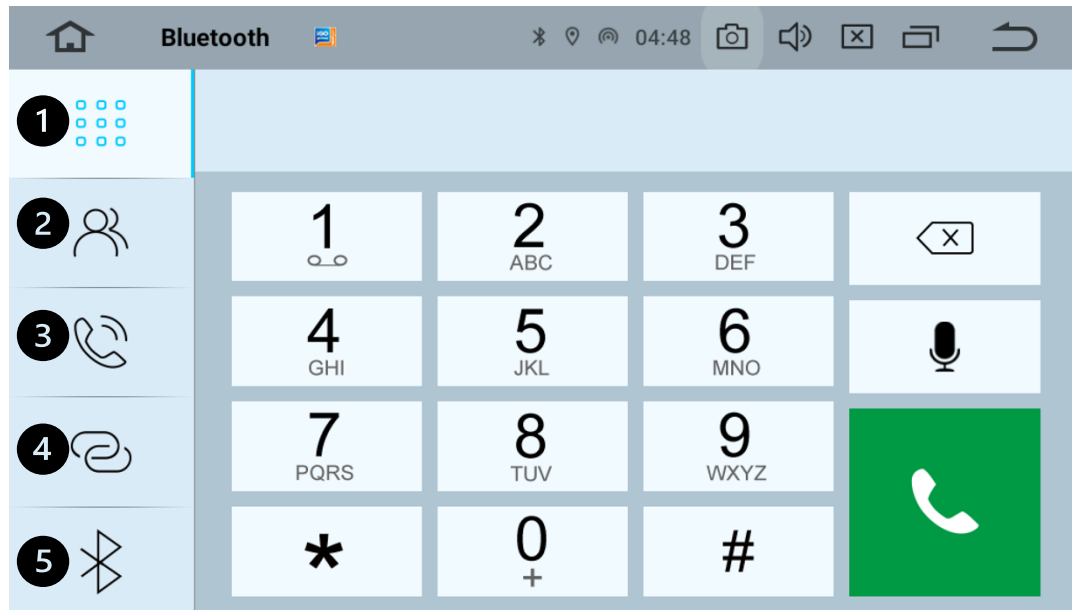 Bluetooth 04:48
1
2
3
4
5
1 2 3
ABC DEF
4 5 6
GHI JKL MNO
7 8 9
PQRS TUV WXYZ
* 0 #
+